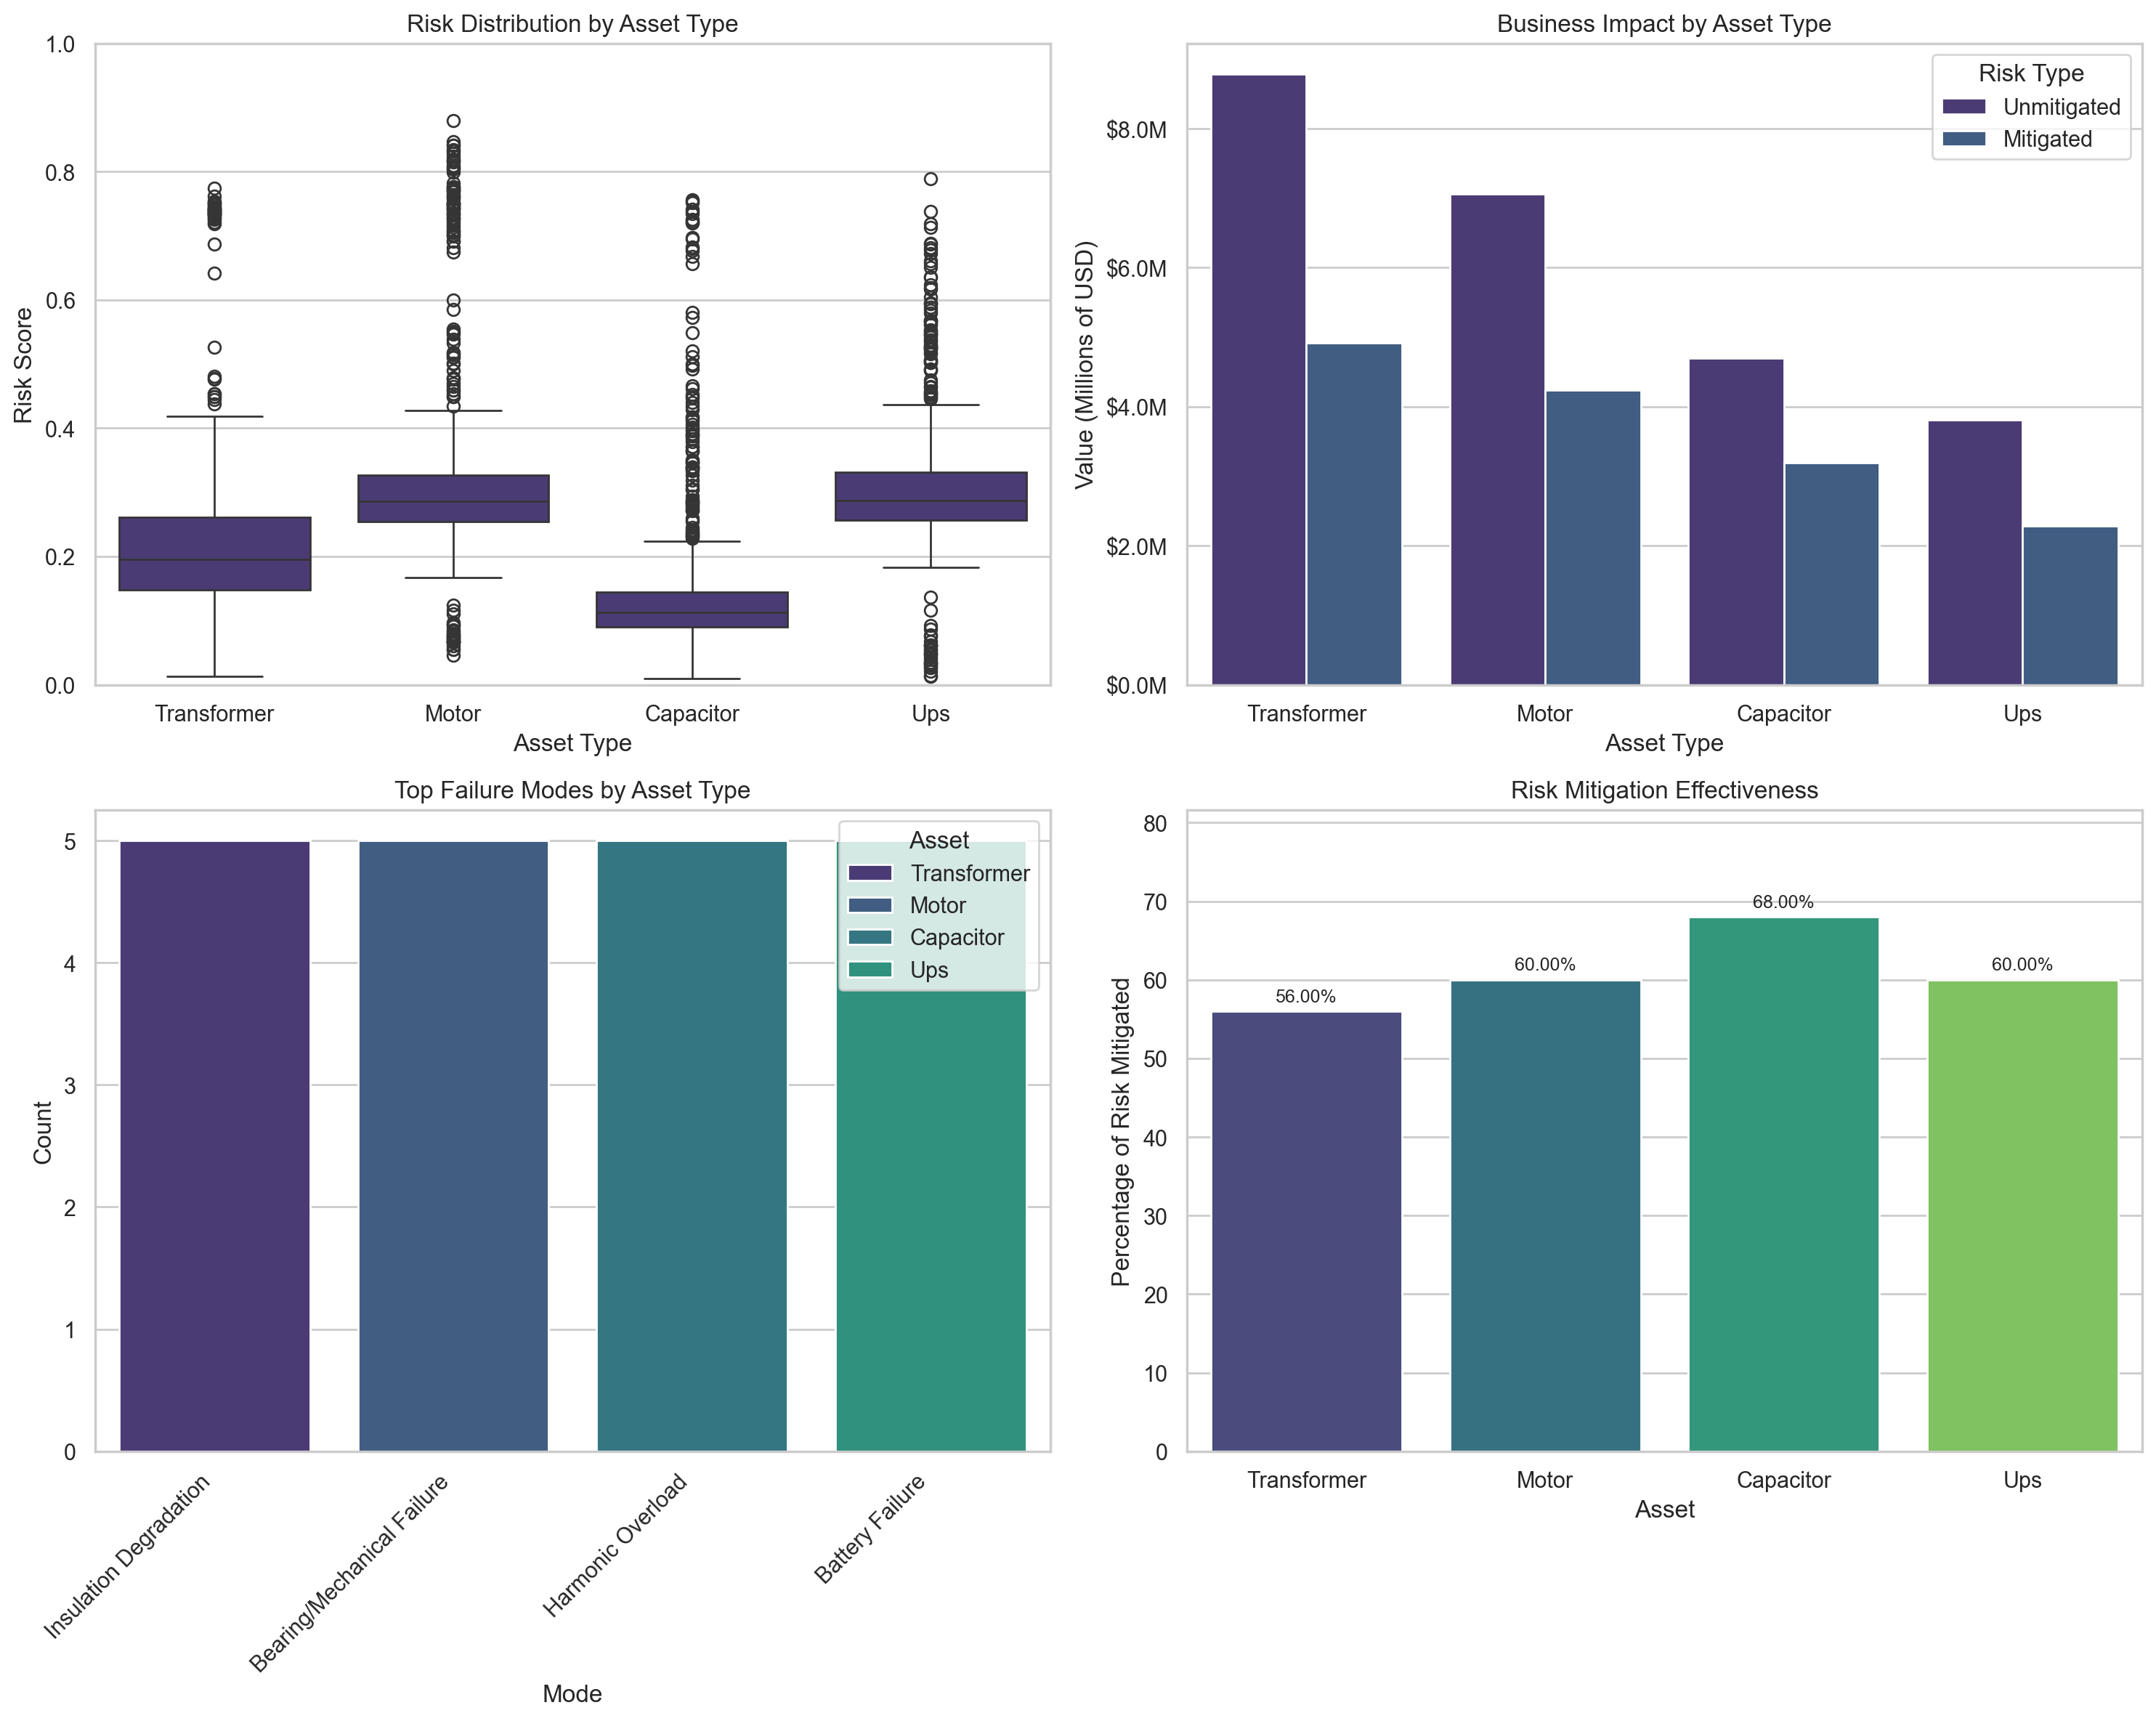 Risk Distribution by Asset Type
Risk Score
1.0
0.8
0.6
0.4
0.2
0.0
Transformer
Motor
Capacitor
Ups
Asset Type
Business Impact by Asset Type
Value (Millions of USD)
$8.0M
$6.0M
$4.0M
$2.0M
$0.0M
Risk Type
Unmitigated
Mitigated
Transformer
Motor
Capacitor
Ups
Asset Type
Top Failure Modes by Asset Type
Count
5
4
3
2
1
0
Asset
Transformer
Motor
Capacitor
Ups
Insulation Degradation
Bearing/Mechanical Failure
Harmonic Overload
Battery Failure
Mode
Risk Mitigation Effectiveness
Percentage of Risk Mitigated
80
70
60
50
40
30
20
10
0
56.00%
60.00%
68.00%
60.00%
Transformer
Motor
Capacitor
Ups
Asset